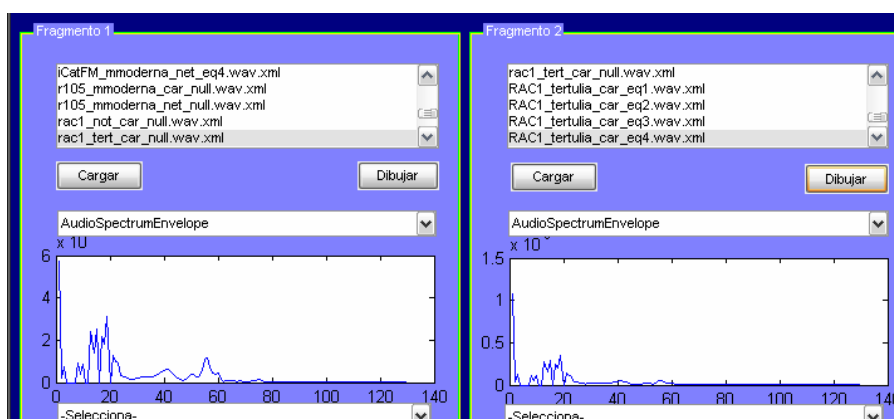 Fragmento 1
iCatFM_mmoderna_net_eq4.wav.xml
r105_mmoderna_car_null.wav.xml
r105_mmoderna_net_null.wav.xml
rac1_not_car_null.wav.xml
rac1_tert_car_null.wav.xml
Cargar
Dibujar
AudioSpectrumEnvelope
x 10
6
4
2
0
0 20 40 60 80 100 120 140
-Selecciona-
Fragmento 2
rac1_tert_car_null.wav.xml
RAC1_tertulia_car_eq1.wav.xml
RAC1_tertulia_car_eq2.wav.xml
RAC1_tertulia_car_eq3.wav.xml
RAC1_tertulia_car_eq4.wav.xml
Cargar
Dibujar
AudioSpectrumEnvelope
x 10
1.5
1
0.5
0
0 20 40 60 80 100 120 140
-Selecciona-